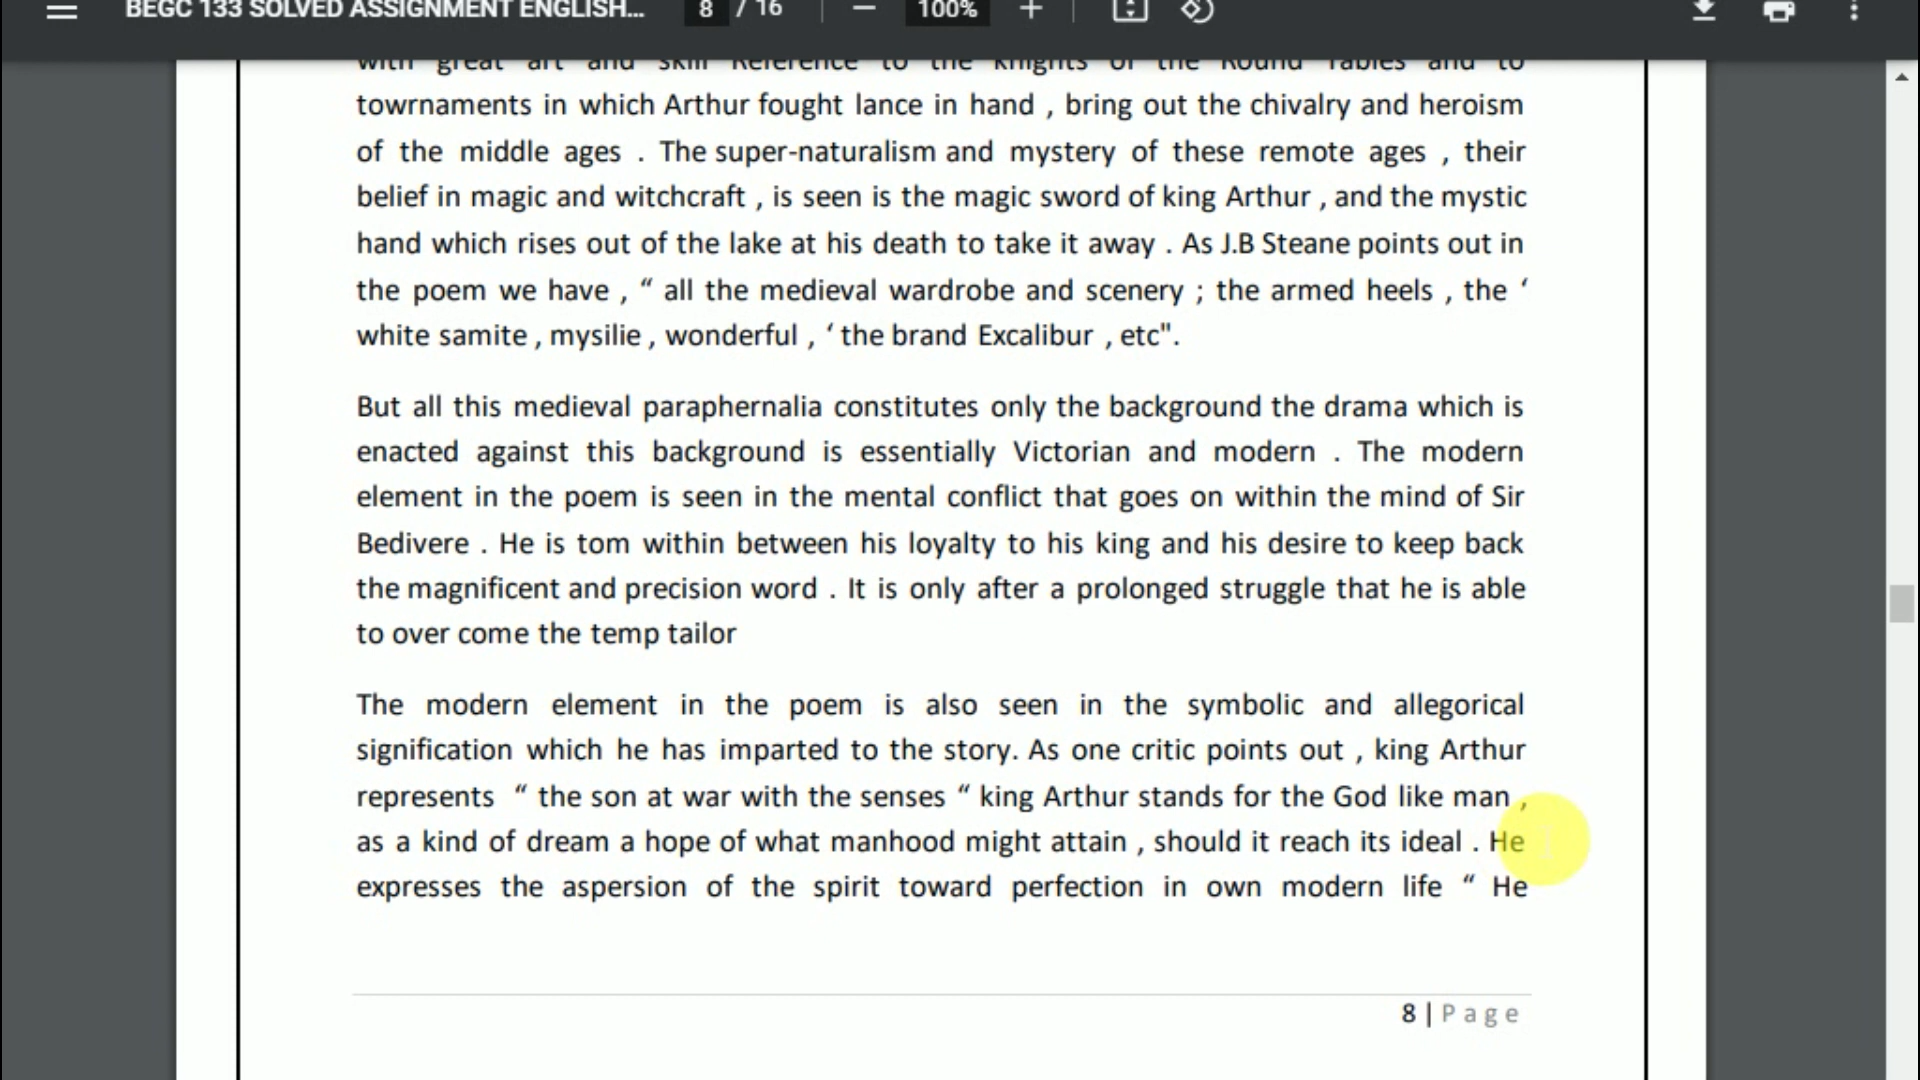 BEGC 133 SOLVED ASSIGNMENT ENGLISH... 8 / 16 100%
with great art and skill Reference to the knights of the Round Tables and to
towrnaments in which Arthur fought lance in hand , bring out the chivalry and heroism
of the middle ages . The super-naturalism and mystery of these remote ages , their
belief in magic and witchcraft , is seen is the magic sword of king Arthur , and the mystic
hand which rises out of the lake at his death to take it away . As J.B Steane points out in
the poem we have , “ all the medieval wardrobe and scenery ; the armed heels , the ‘
white samite , mysilie , wonderful , ‘ the brand Excalibur , etc".
But all this medieval paraphernalia constitutes only the background the drama which is
enacted against this background is essentially Victorian and modern . The modern
element in the poem is seen in the mental conflict that goes on within the mind of Sir
Bedivere . He is tom within between his loyalty to his king and his desire to keep back
the magnificent and precision word . It is only after a prolonged struggle that he is able
to over come the temp tailor
The modern element in the poem is also seen in the symbolic and allegorical
signification which he has imparted to the story. As one critic points out , king Arthur
represents “ the son at war with the senses “ king Arthur stands for the God like man ,
as a kind of dream a hope of what manhood might attain , should it reach its ideal . He
expresses the aspersion of the spirit toward perfection in own modern life “ He
8 | Page